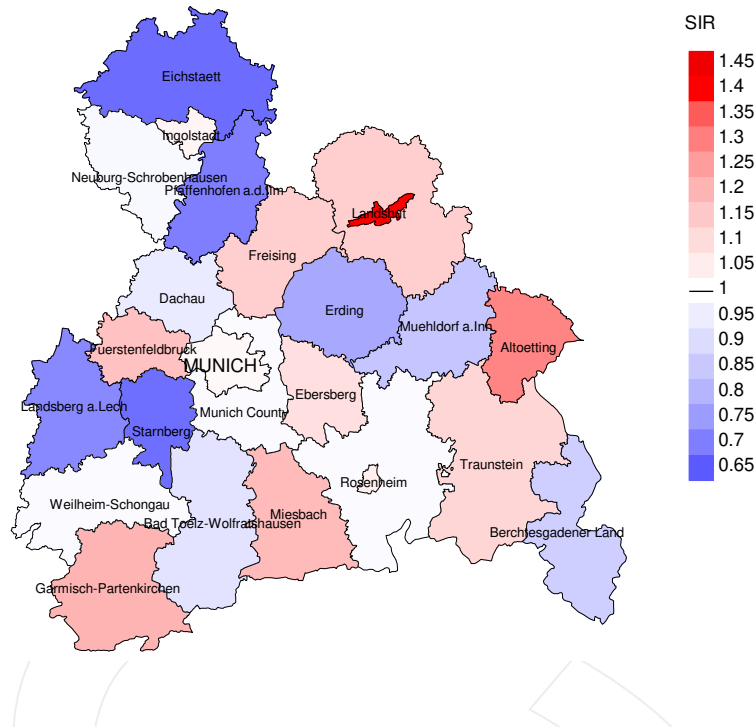 SIR
1.45
1.4
1.35
1.3
1.25
1.2
1.15
1.1
1.05
1
0.95
0.9
0.85
0.8
0.75
0.7
0.65
Eichstaett
Ingolstadt
Neuburg-Schrobenhausen
Pfaffenhofen a.d.Ilm
Landshut
Freising
Dachau
Erding
Muehldorf a.Inn
Altoetting
Fuerstenfeldbruck
MUNICH
Ebersberg
Landsberg a.Lech
Munich County
Starnberg
Traunstein
Rosenheim
Weilheim-Schongau
Miesbach
Bad Toelz-Wolfratshausen
Berchtesgadener Land
Garmisch-Partenkirchen